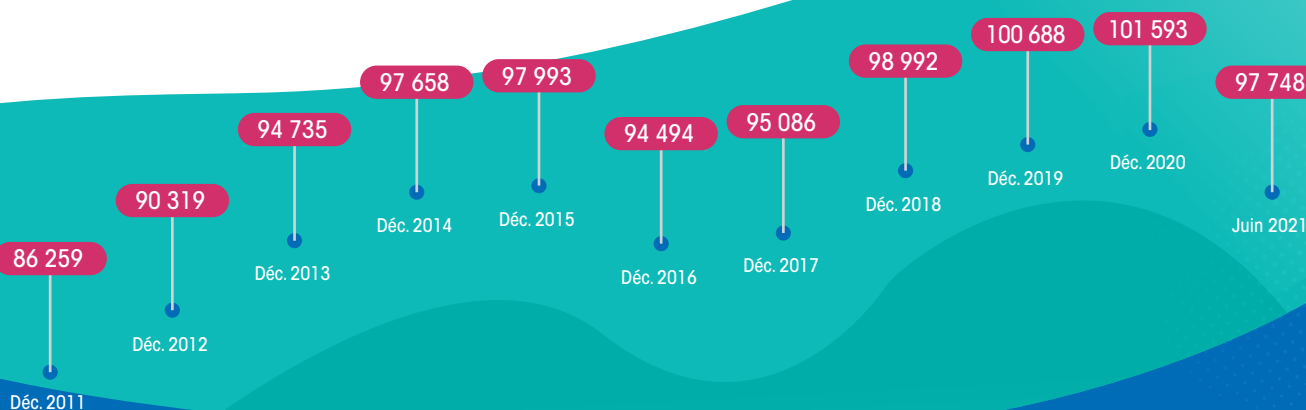 86 259
Déc. 2011
90 319
Déc. 2012
94 735
Déc. 2013
97 658
Déc. 2014
97 993
Déc. 2015
94 494
Déc. 2016
95 086
Déc. 2017
98 992
Déc. 2018
100 688
Déc. 2019
101 593
Déc. 2020
97 748
Juin 2021